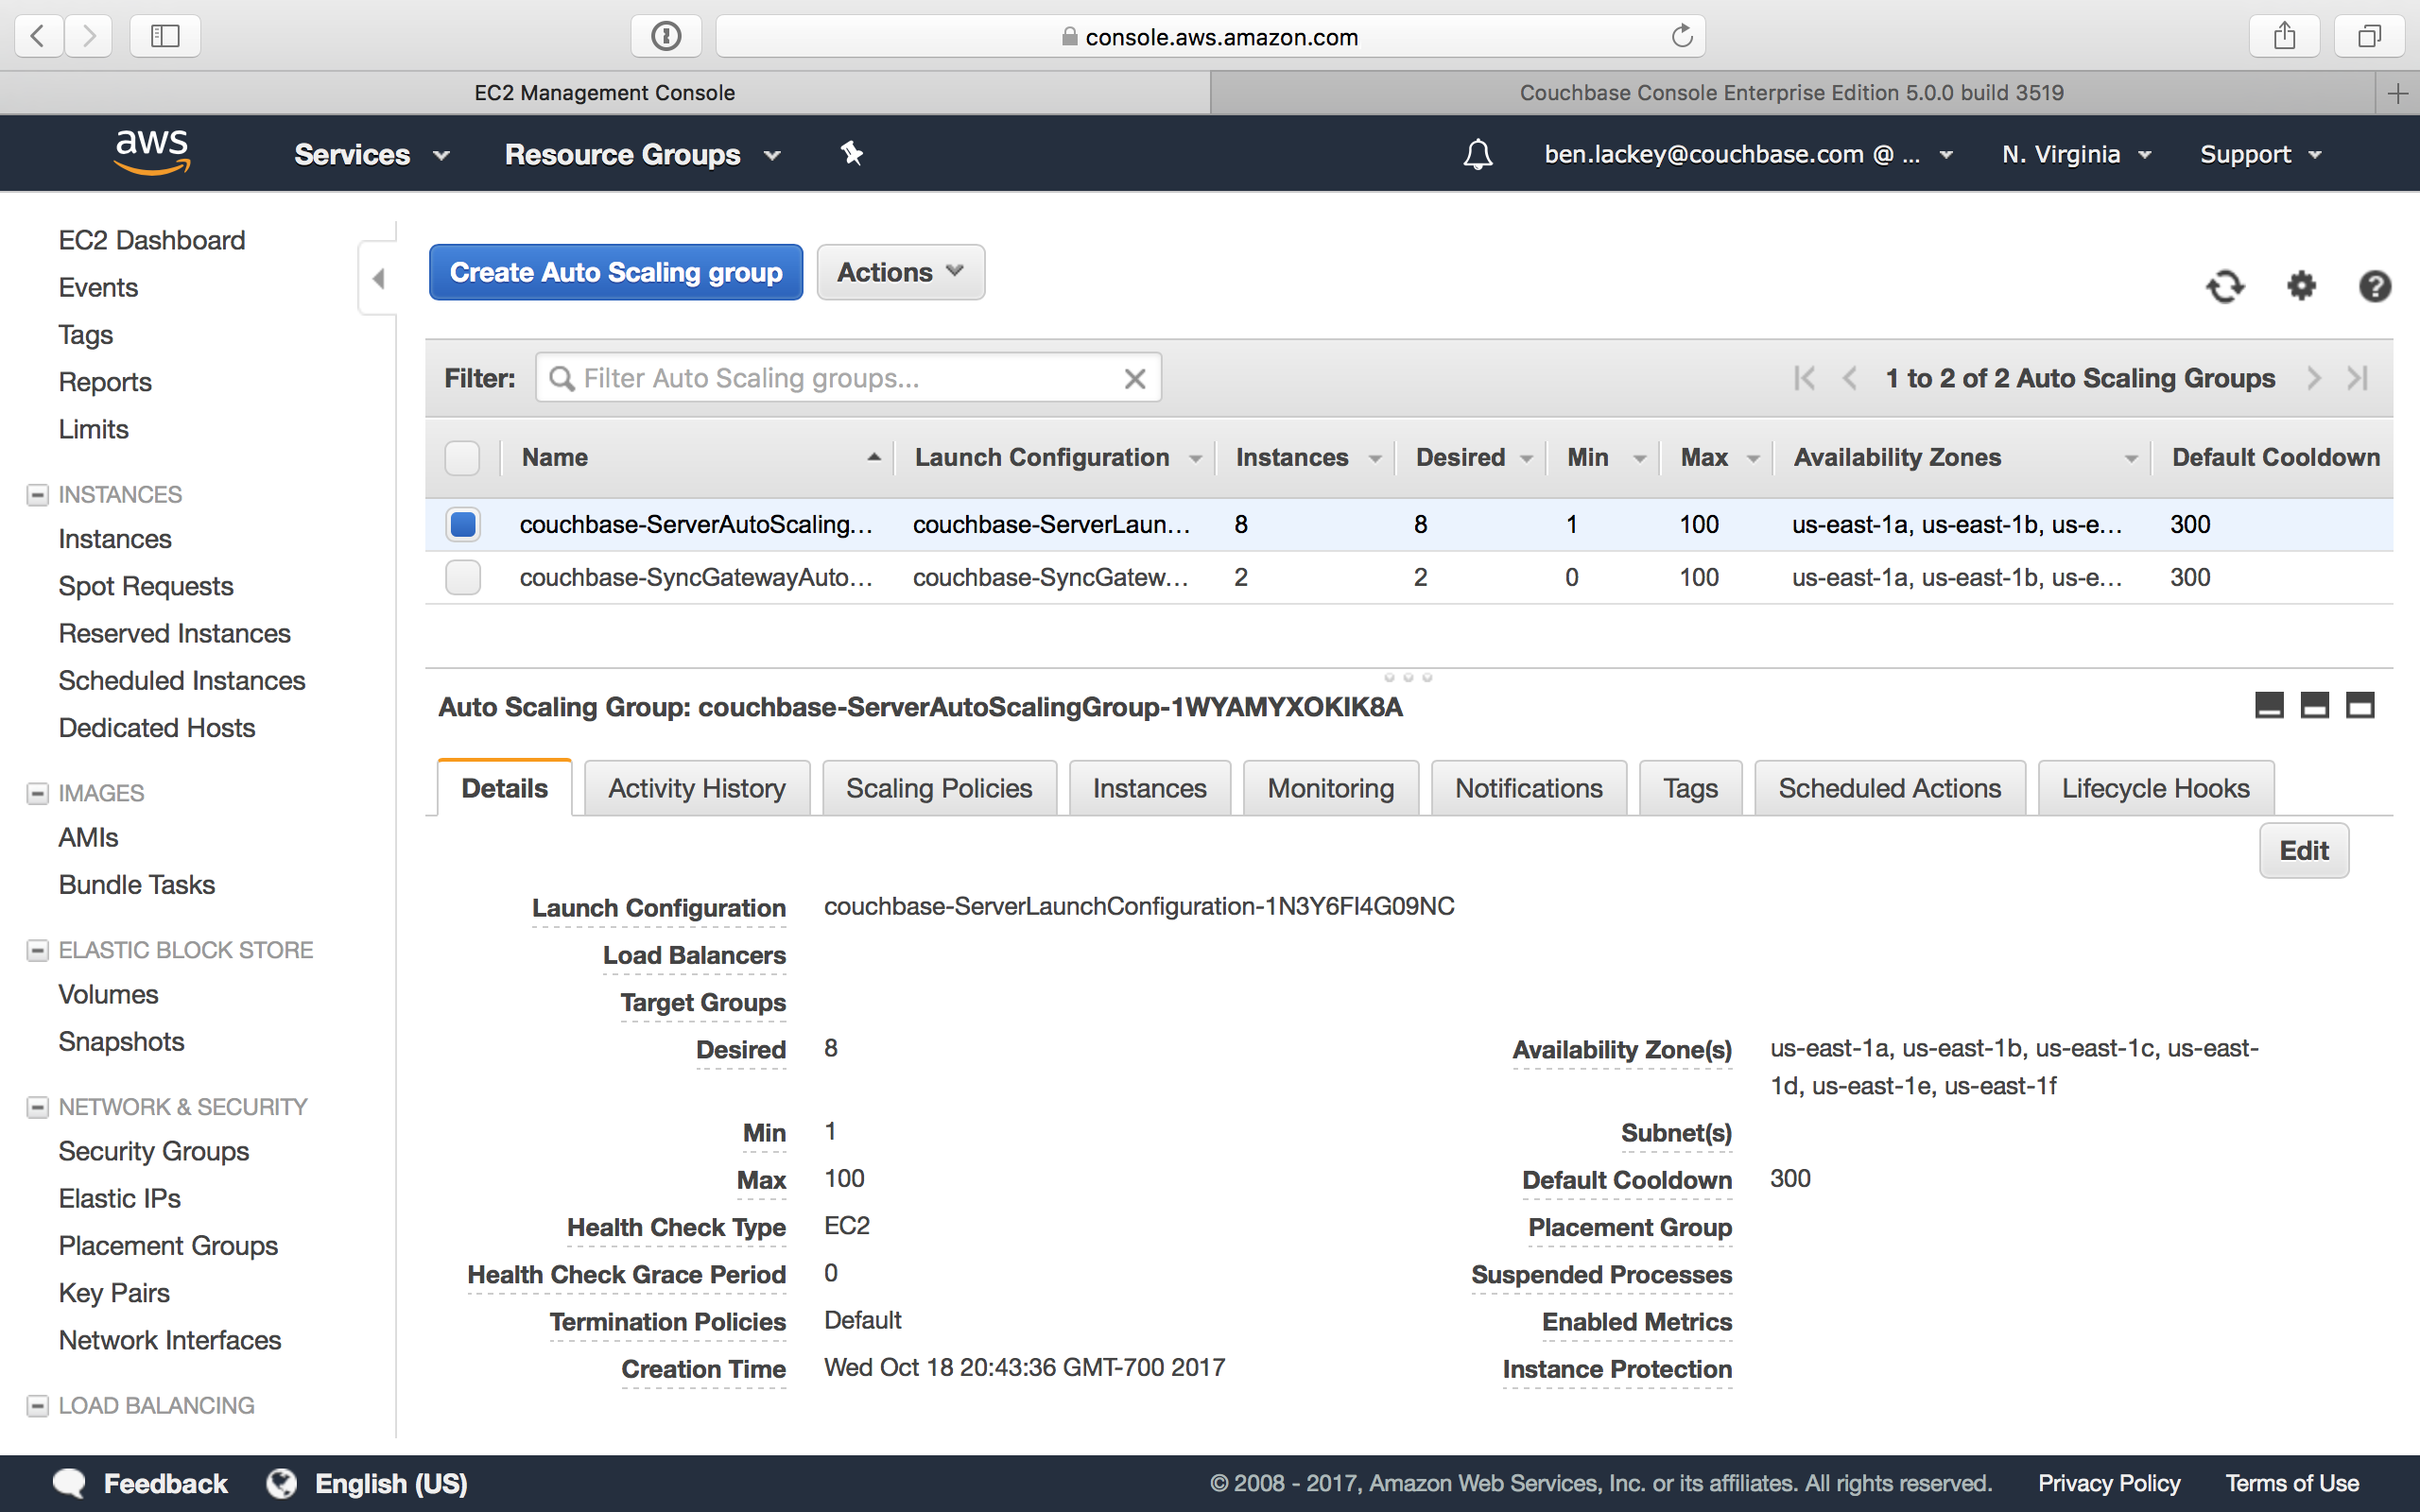 console.aws.amazon.com
EC2 Management Console
Couchbase Console Enterprise Edition 5.0.0 build 3519
aws
Services
Resource Groups
ben.lackey@couchbase.com @ ...
N. Virginia
Support
EC2 Dashboard
Events
Tags
Reports
Limits
INSTANCES
Instances
Spot Requests
Reserved Instances
Scheduled Instances
Dedicated Hosts
IMAGES
AMIs
Bundle Tasks
ELASTIC BLOCK STORE
Volumes
Snapshots
NETWORK & SECURITY
Security Groups
Elastic IPs
Placement Groups
Key Pairs
Network Interfaces
LOAD BALANCING
Create Auto Scaling group
Actions
Filter: Filter Auto Scaling groups...
1 to 2 of 2 Auto Scaling Groups
Name Launch Configuration Instances Desired Min Max Availability Zones Default Cooldown
couchbase-ServerAutoScaling... couchbase-ServerLaun... 8 8 1 100 us-east-1a, us-east-1b, us-e... 300
couchbase-SyncGatewayAuto... couchbase-SyncGatew... 2 2 0 100 us-east-1a, us-east-1b, us-e... 300
Auto Scaling Group: couchbase-ServerAutoScalingGroup-1WYAMYXOKIK8A
Details Activity History Scaling Policies Instances Monitoring Notifications Tags Scheduled Actions Lifecycle Hooks
Edit
Launch Configuration couchbase-ServerLaunchConfiguration-1N3Y6FI4G09NC
Load Balancers
Target Groups
Desired 8
Availability Zone(s) us-east-1a, us-east-1b, us-east-1c, us-east-
1d, us-east-1e, us-east-1f
Min 1
Subnet(s)
Max 100
Default Cooldown 300
Health Check Type EC2
Placement Group
Health Check Grace Period 0
Suspended Processes
Termination Policies Default
Enabled Metrics
Creation Time Wed Oct 18 20:43:36 GMT-700 2017
Instance Protection
Feedback
English (US)
© 2008 - 2017, Amazon Web Services, Inc. or its affiliates. All rights reserved.
Privacy Policy
Terms of Use